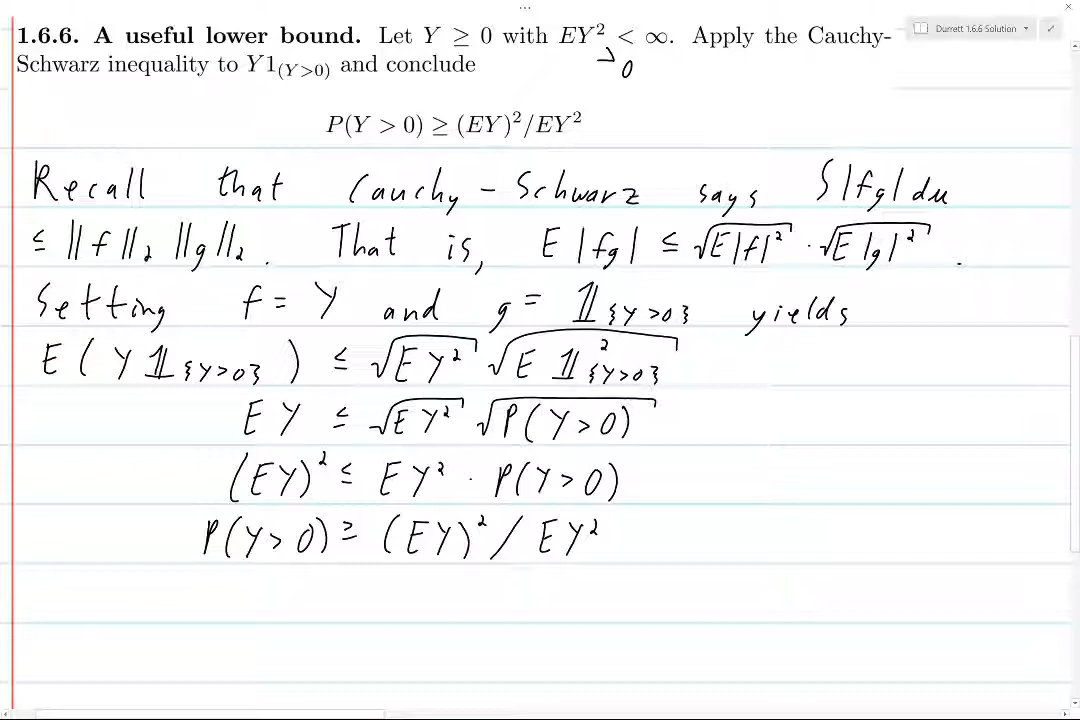 ...
Durrett 1.6.6 Solution
1.6.6. A useful lower bound. Let Y ≥ 0 with EY² < ∞. Apply the Cauchy-
> 0
Schwarz inequality to Y1₍Y>0₎ and conclude
P(Y > 0) ≥ (EY)²/EY²
Recall that Cauchy - Schwarz says ∫|fg|dμ
≤ ||f||₂ ||g||₂. That is, E|fg| ≤ √E|f|² · √E|g|² .
Setting f = Y and g = 𝟙{Y>0} yields
E(Y𝟙{Y>0}) ≤ √EY² √E𝟙²{Y>0}
EY ≤ √EY² √P(Y>0)
(EY)² ≤ EY² · P(Y>0)
P(Y>0) ≥ (EY)² / EY²